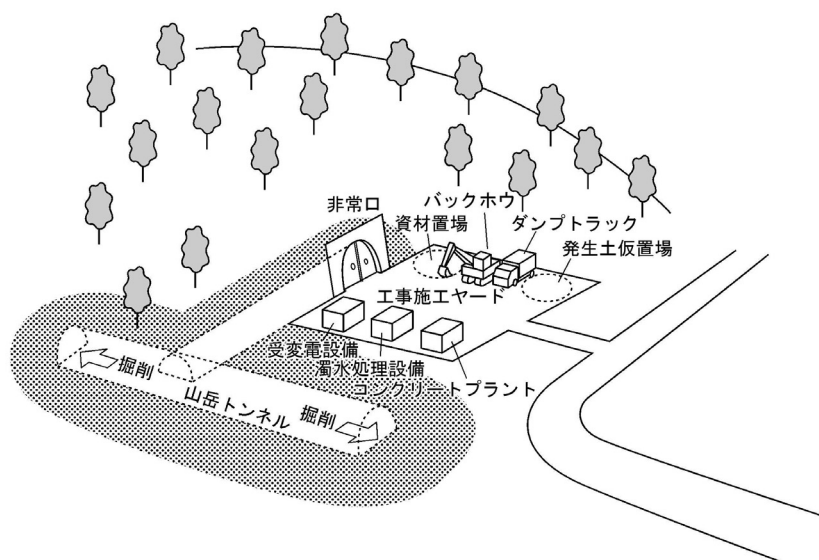 非常口
バックホウ
資材置場
ダンプトラック
発生土仮置場
工事施工ヤード
受変電設備
濁水処理設備
コンクリートプラント
掘削
山岳トンネル
掘削